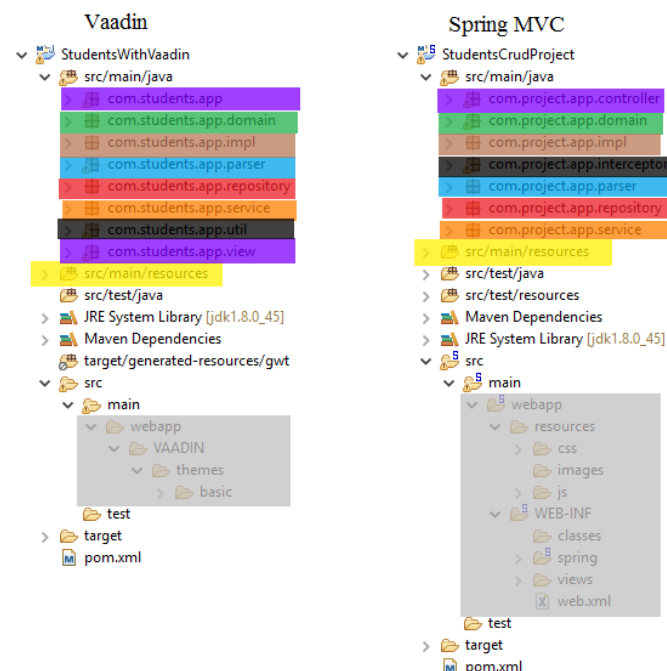 Vaadin
StudentsWithVaadin
src/main/java
com.students.app
com.students.app.domain
com.students.app.impl
com.students.app.parser
com.students.app.repository
com.students.app.service
com.students.app.util
com.students.app.view
src/main/resources
src/test/java
JRE System Library [jdk1.8.0_45]
Maven Dependencies
target/generated-resources/gwt
src
main
webapp
VAADIN
themes
basic
test
target
pom.xml
Spring MVC
StudentsCrudProject
src/main/java
com.project.app.controller
com.project.app.domain
com.project.app.impl
com.project.app.interceptor
com.project.app.parser
com.project.app.repository
com.project.app.service
src/main/resources
src/test/java
src/test/resources
Maven Dependencies
JRE System Library [jdk1.8.0_45]
src
main
webapp
resources
css
images
js
WEB-INF
classes
spring
views
web.xml
test
target
pom.xml